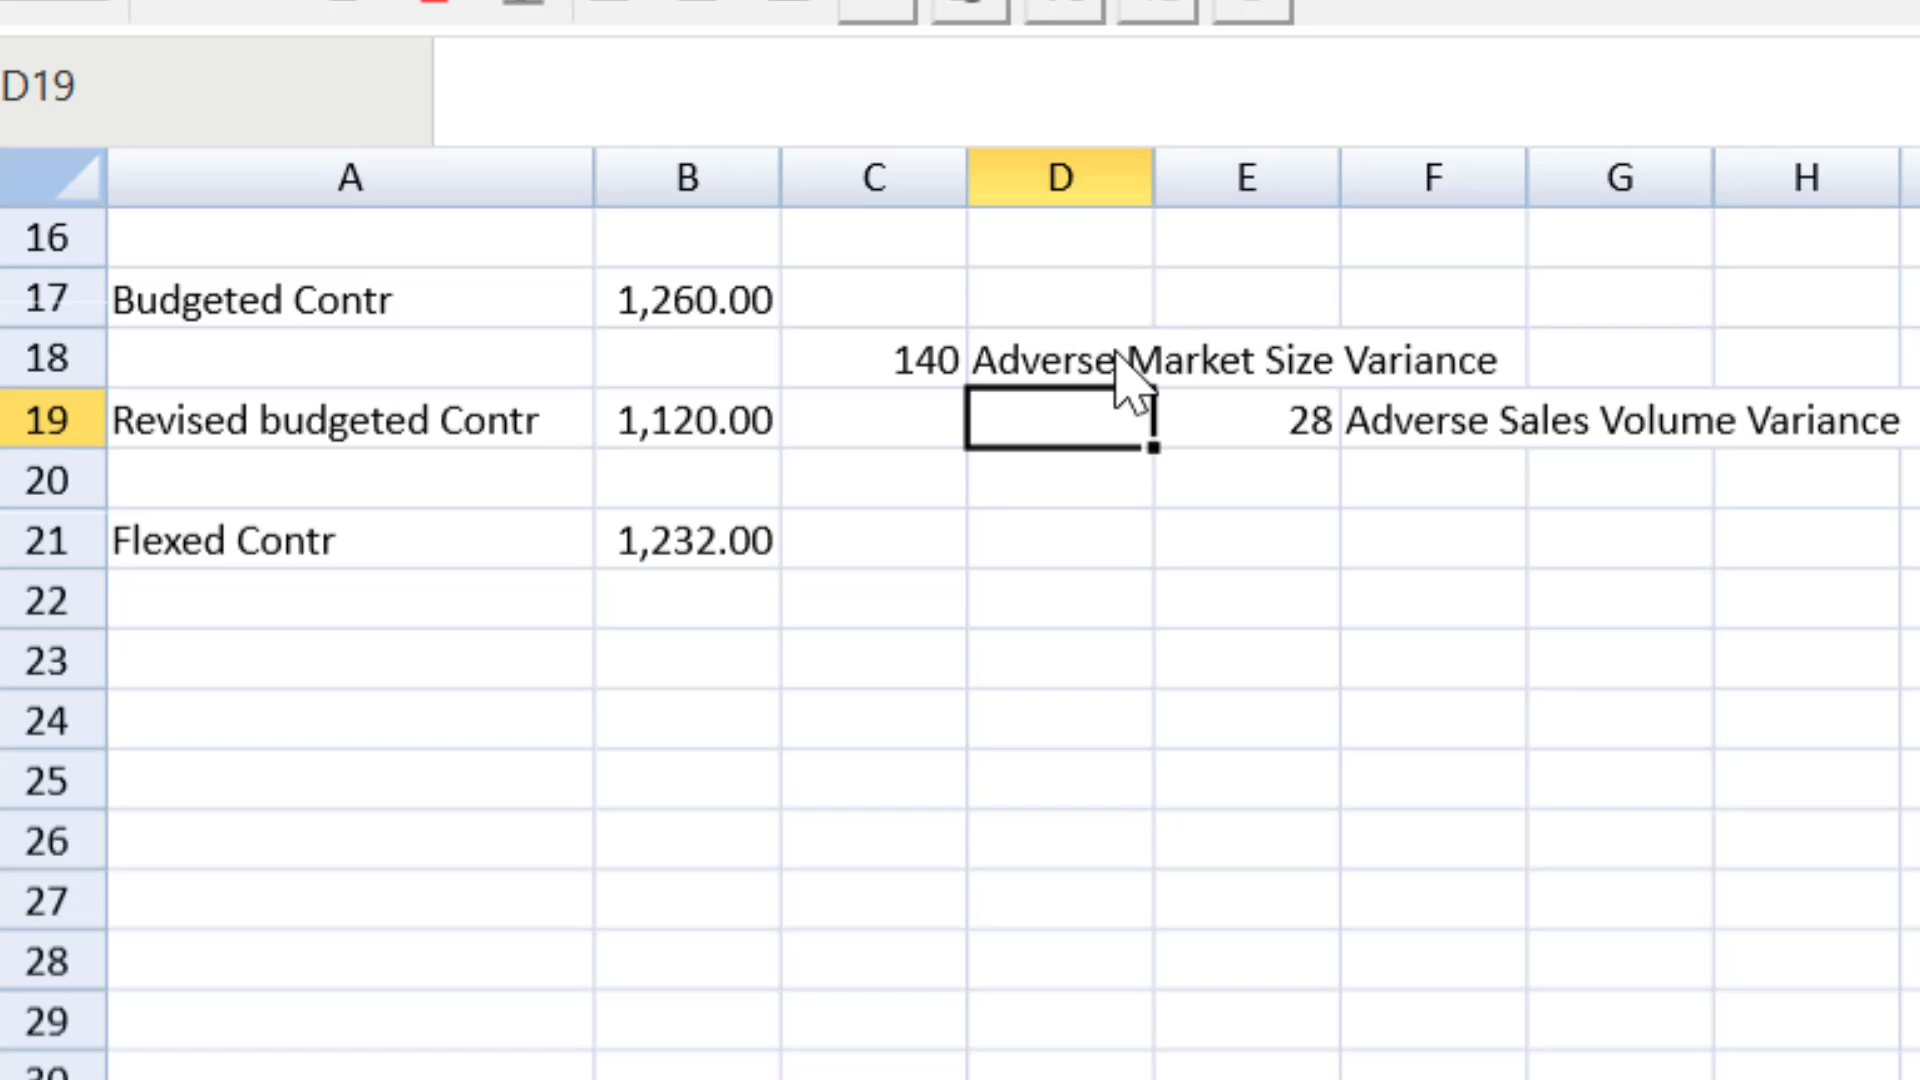 D19
A B C D E F G H
16
17 Budgeted Contr 1,260.00
18 140 Adverse Market Size Variance
19 Revised budgeted Contr 1,120.00 28 Adverse Sales Volume Variance
20
21 Flexed Contr 1,232.00
22
23
24
25
26
27
28
29
30